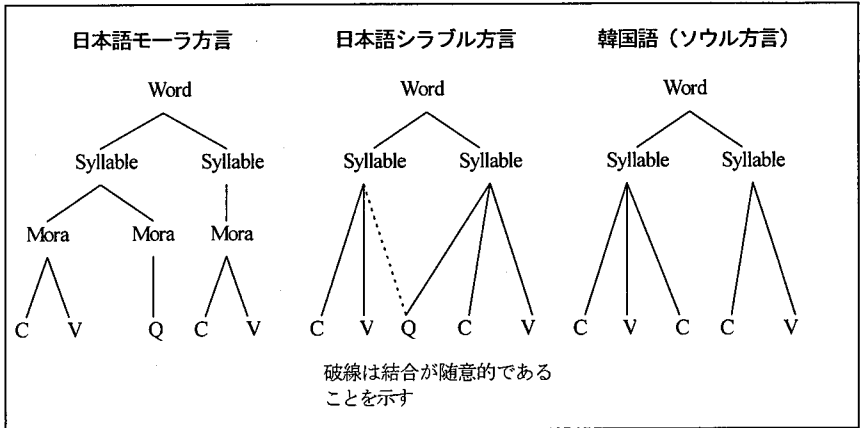 日本語モーラ方言 日本語シラブル方言 韓国語（ソウル方言）
Word Word Word
Syllable Syllable Syllable Syllable Syllable Syllable
Mora Mora Mora
C V Q C V C V Q C V C V C C V
破線は結合が随意的である
ことを示す